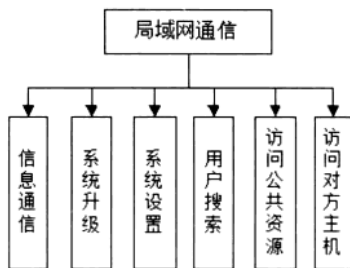 局域网通信
信息通信
系统升级
系统设置
用户搜索
访问公共资源
访问对方主机